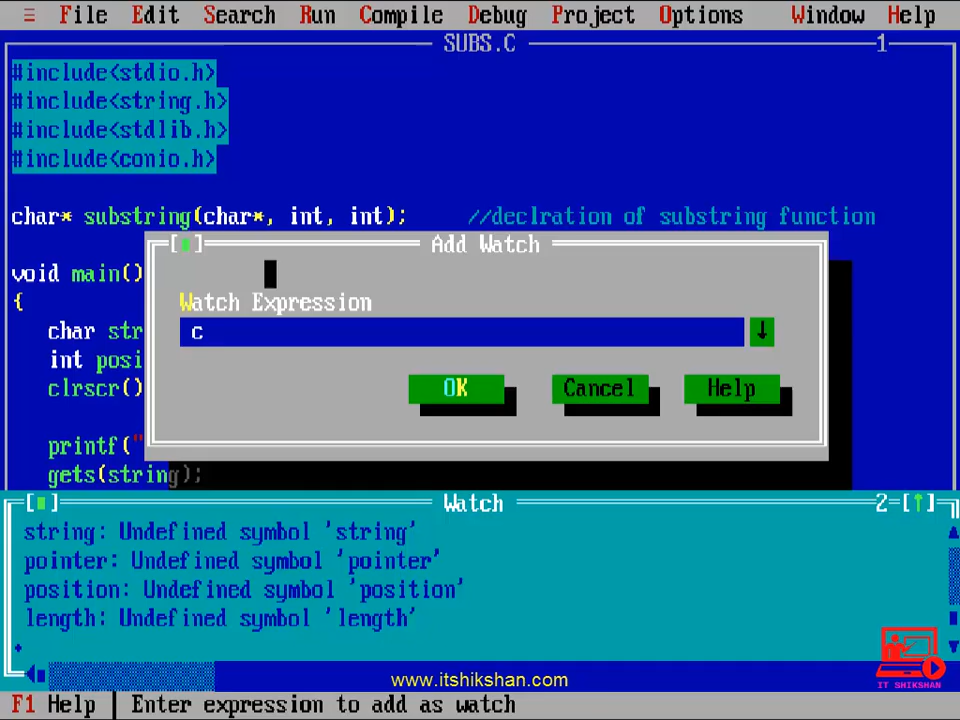 ≡ File Edit Search Run Compile Debug Project Options Window Help
SUBS.C 1
#include<stdio.h>
#include<string.h>
#include<stdlib.h>
#include<conio.h>
char* substring(char*, int, int); //declration of substring function
[■] Add Watch
void main()
{
Watch Expression
char str
c ↓
int posi
clrscr()
OK Cancel Help
printf("
gets(string);
[■] Watch 2=[↑]
string: Undefined symbol 'string'
pointer: Undefined symbol 'pointer'
position: Undefined symbol 'position'
length: Undefined symbol 'length'
IT SHIKSHAN
www.itshikshan.com
F1 Help | Enter expression to add as watch